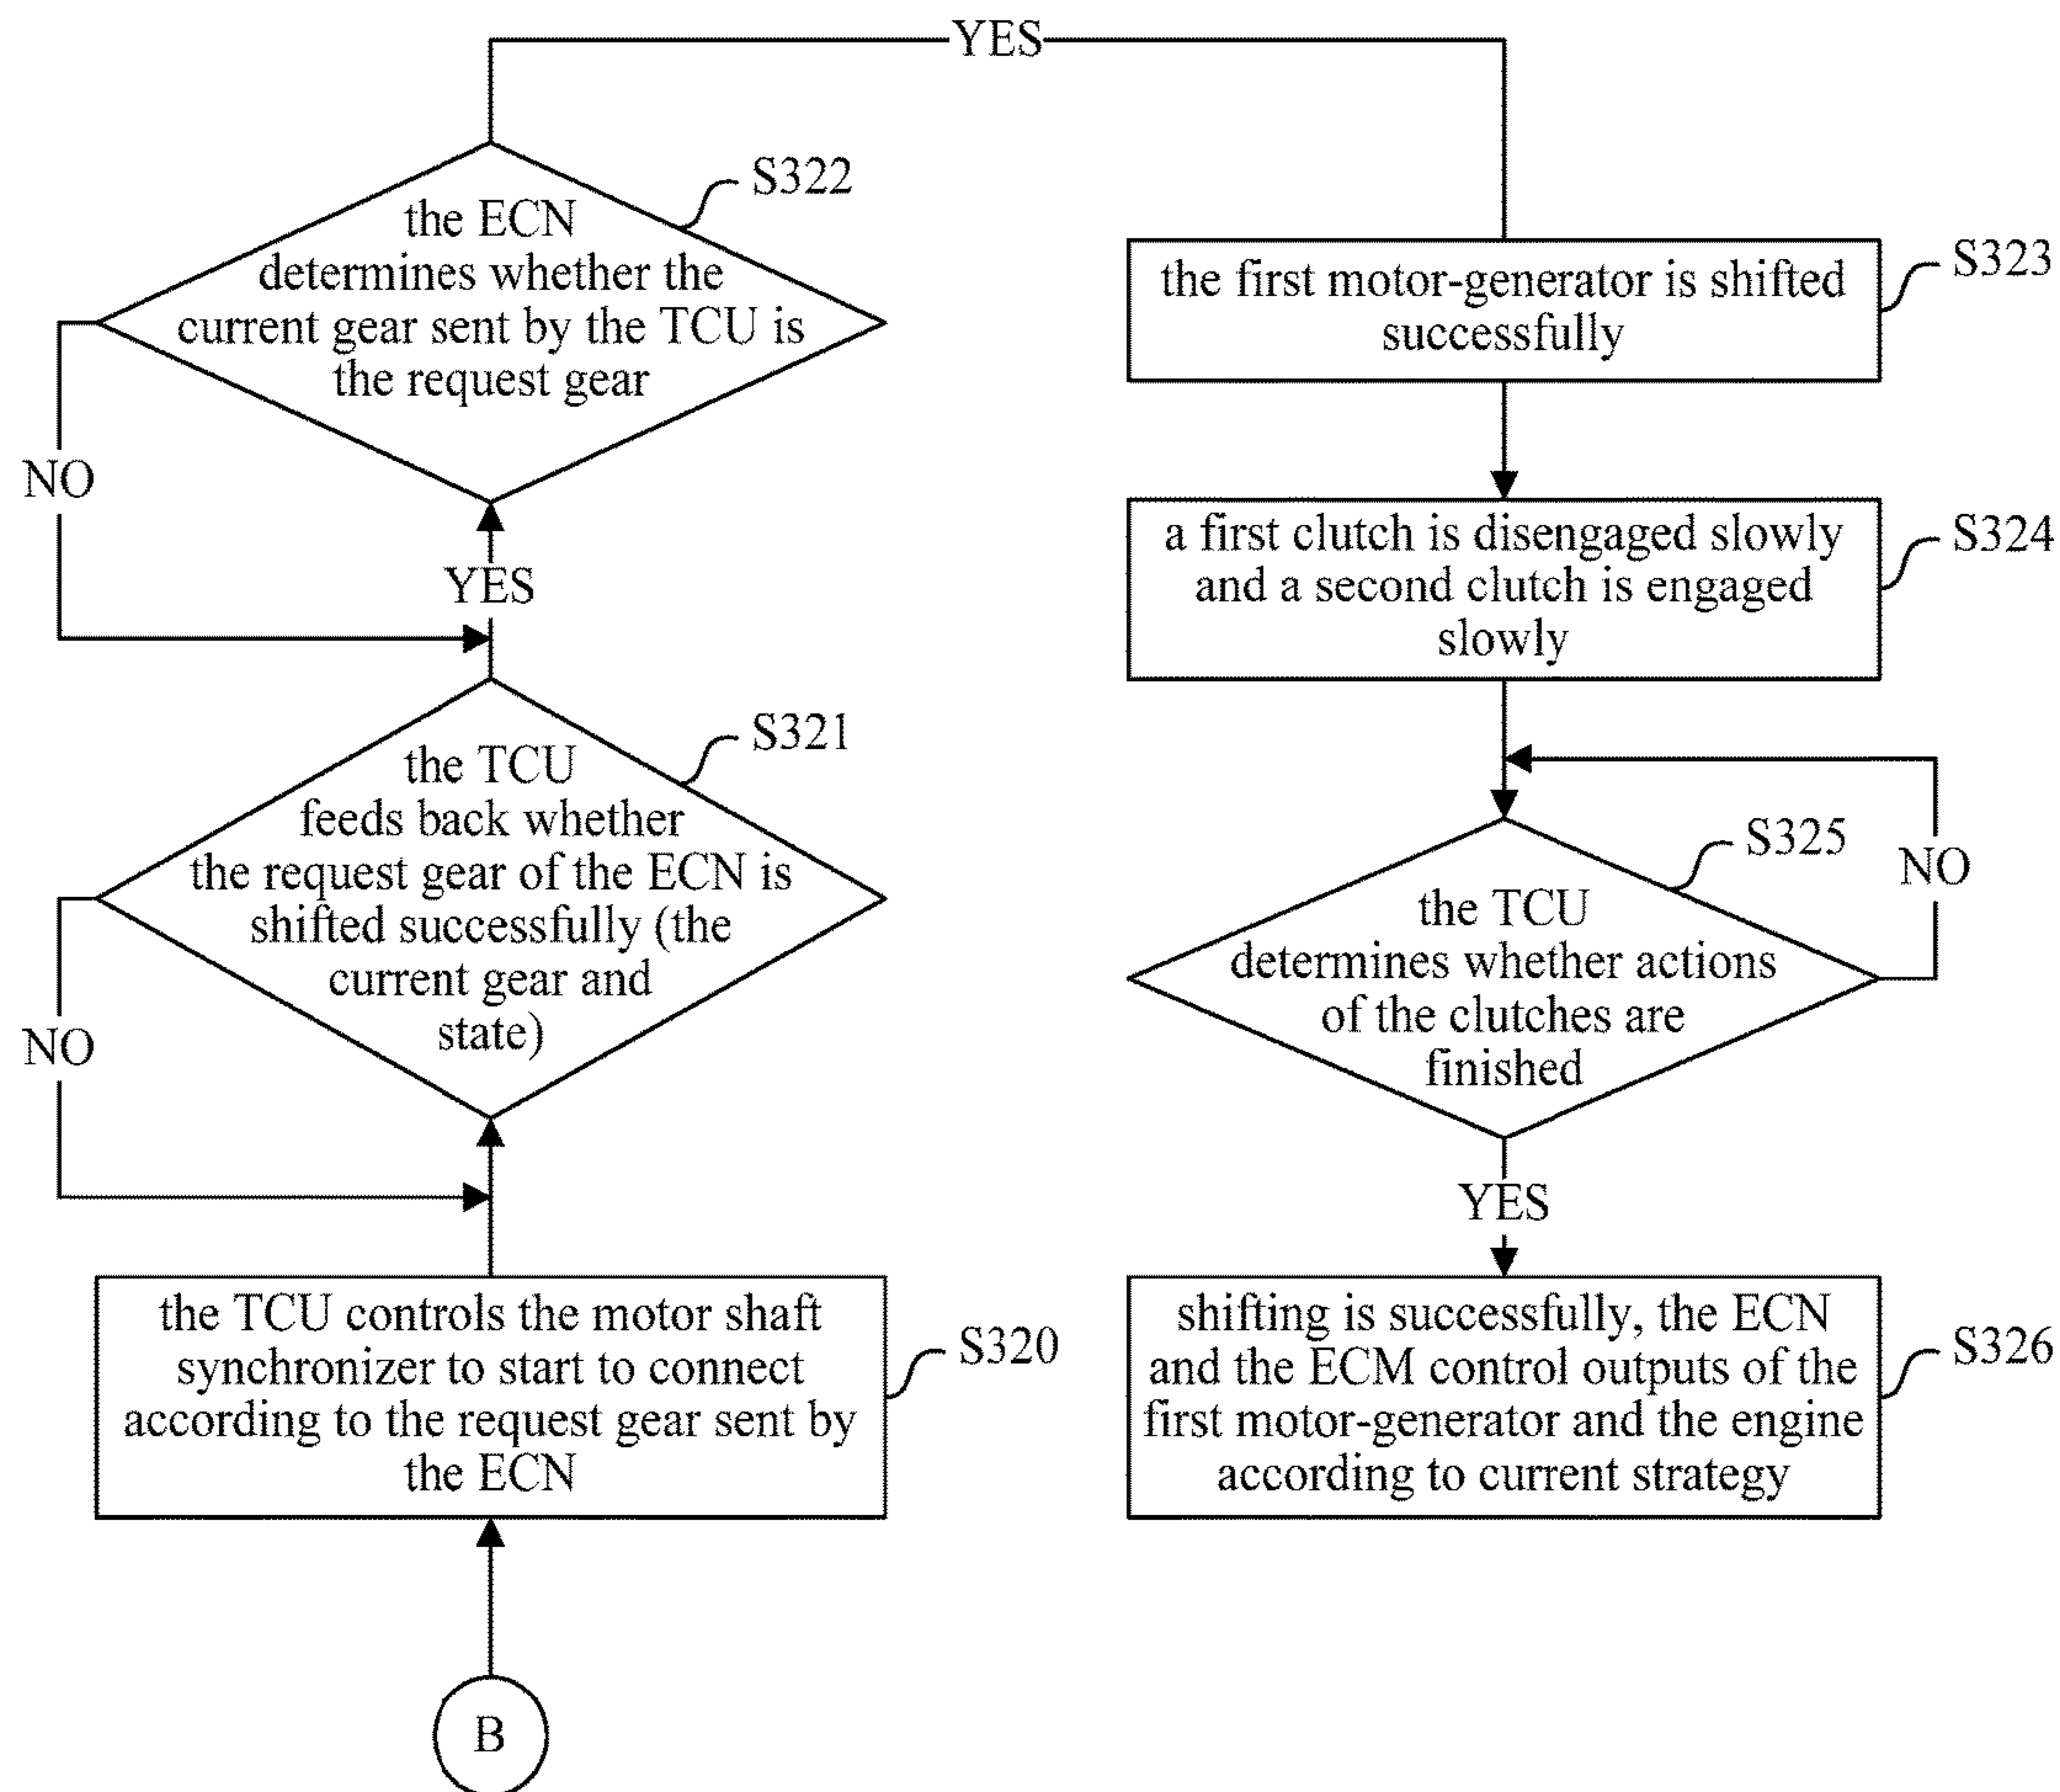 YES
S322
the ECN
determines whether the
current gear sent by the TCU is
the request gear
NO
YES
S321
the TCU
feeds back whether
the request gear of the ECN is
shifted successfully (the
current gear and
state)
NO
the TCU controls the motor shaft
synchronizer to start to connect
according to the request gear sent by
the ECN
S320
B
the first motor-generator is shifted
successfully
S323
a first clutch is disengaged slowly
and a second clutch is engaged
slowly
S324
S325
the TCU
determines whether actions
of the clutches are
finished
NO
YES
shifting is successfully, the ECN
and the ECM control outputs of the
first motor-generator and the engine
according to current strategy
S326